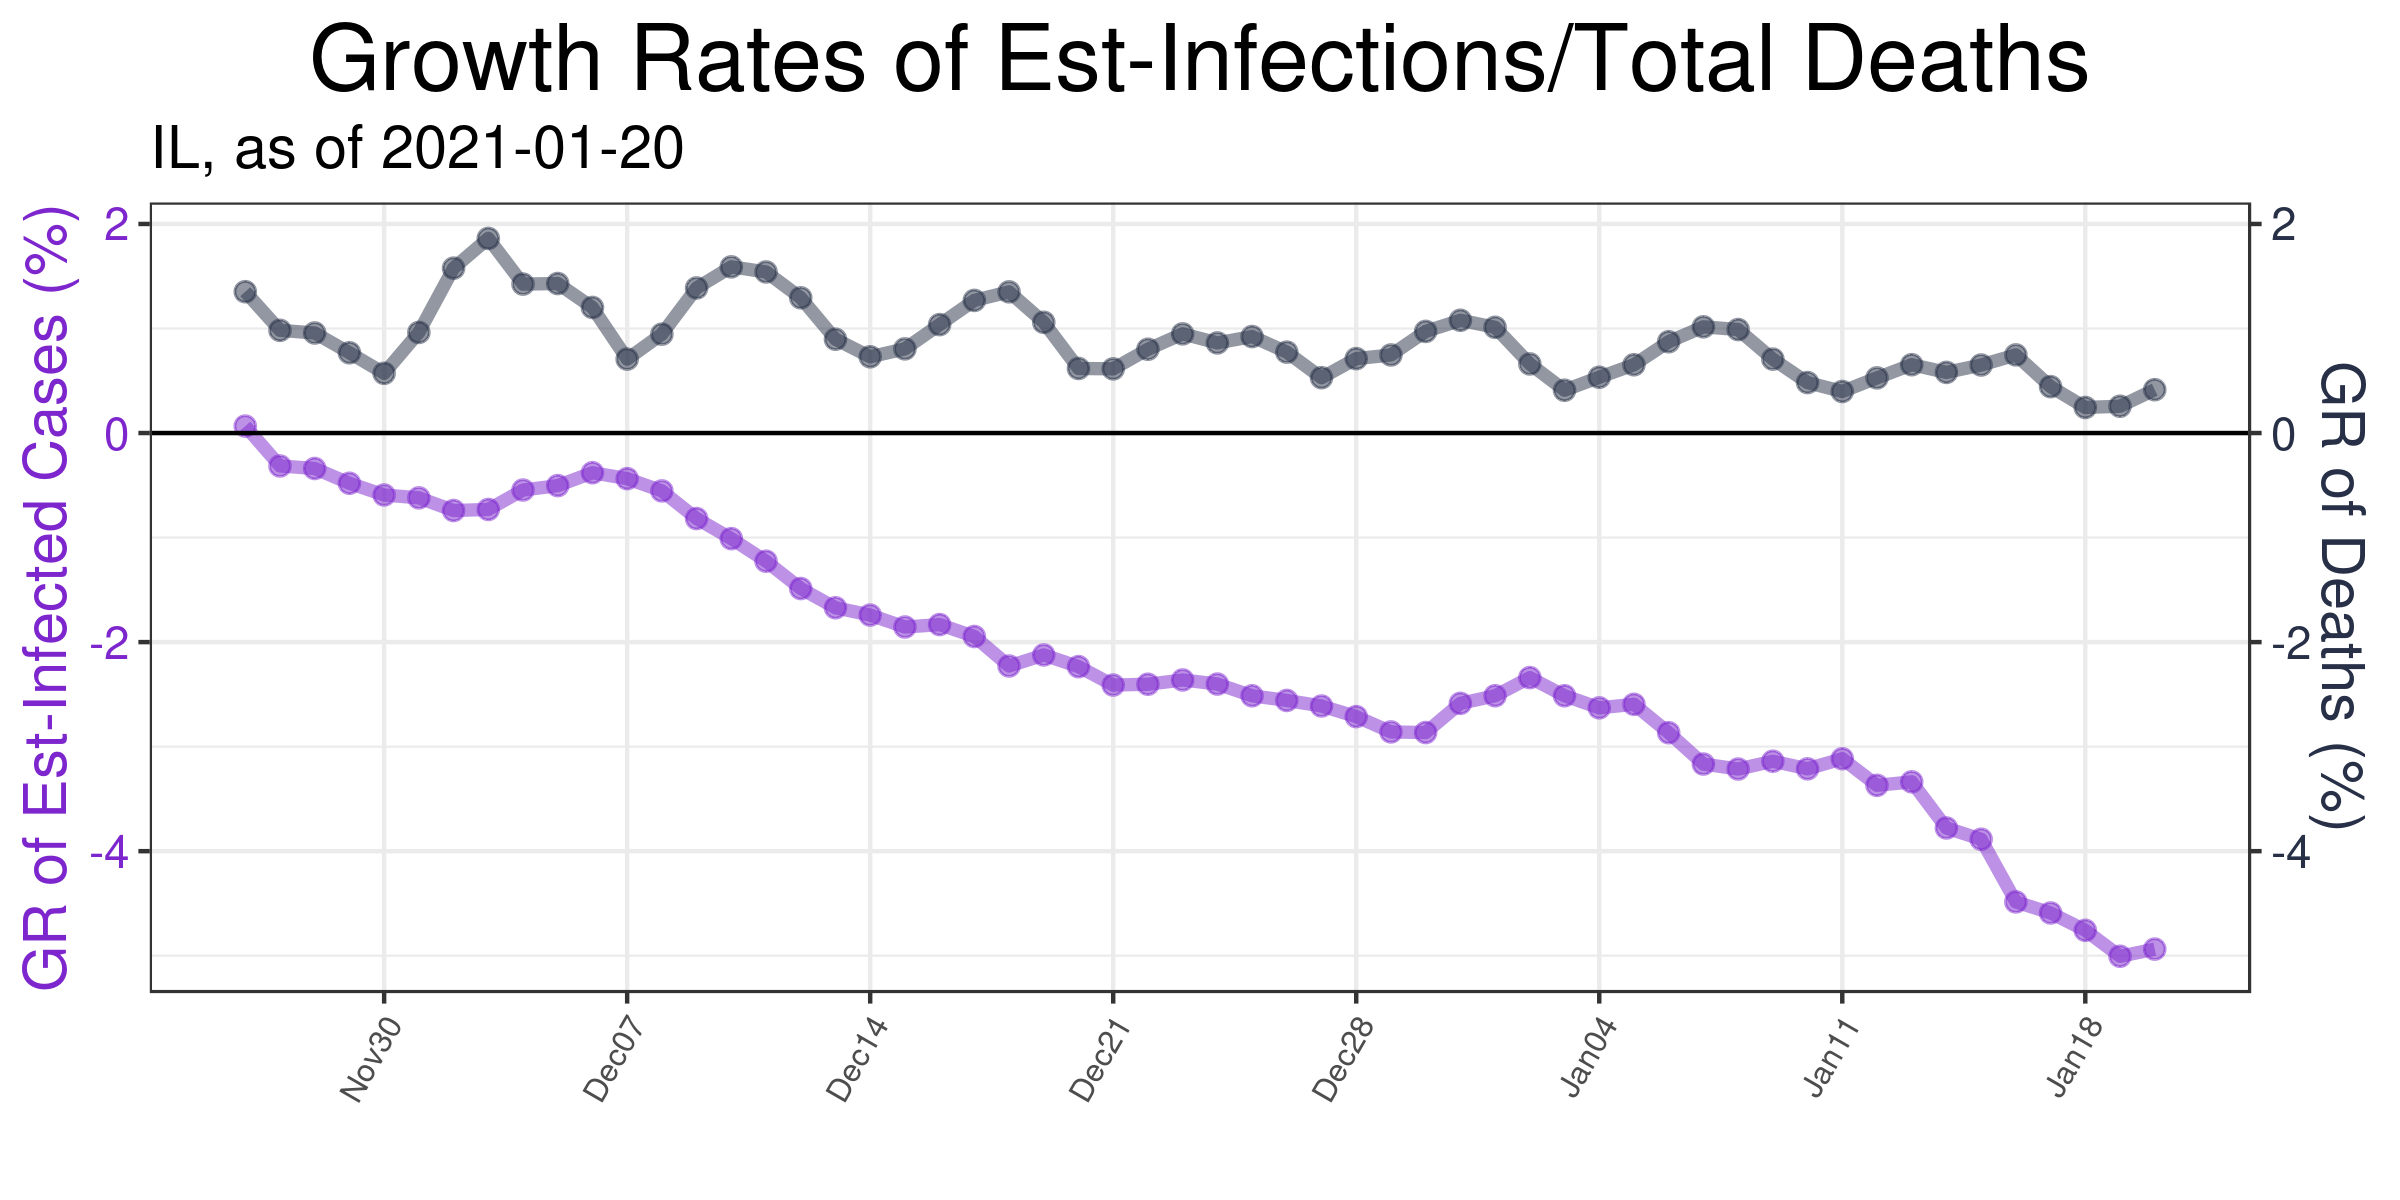 Growth Rates of Est-Infections/Total Deaths
IL, as of 2021-01-20
GR of Est-Infected Cases (%)
2
0
-2
-4
2
0
-2
-4
GR of Deaths (%)
Nov30
Dec07
Dec14
Dec21
Dec28
Jan04
Jan11
Jan18